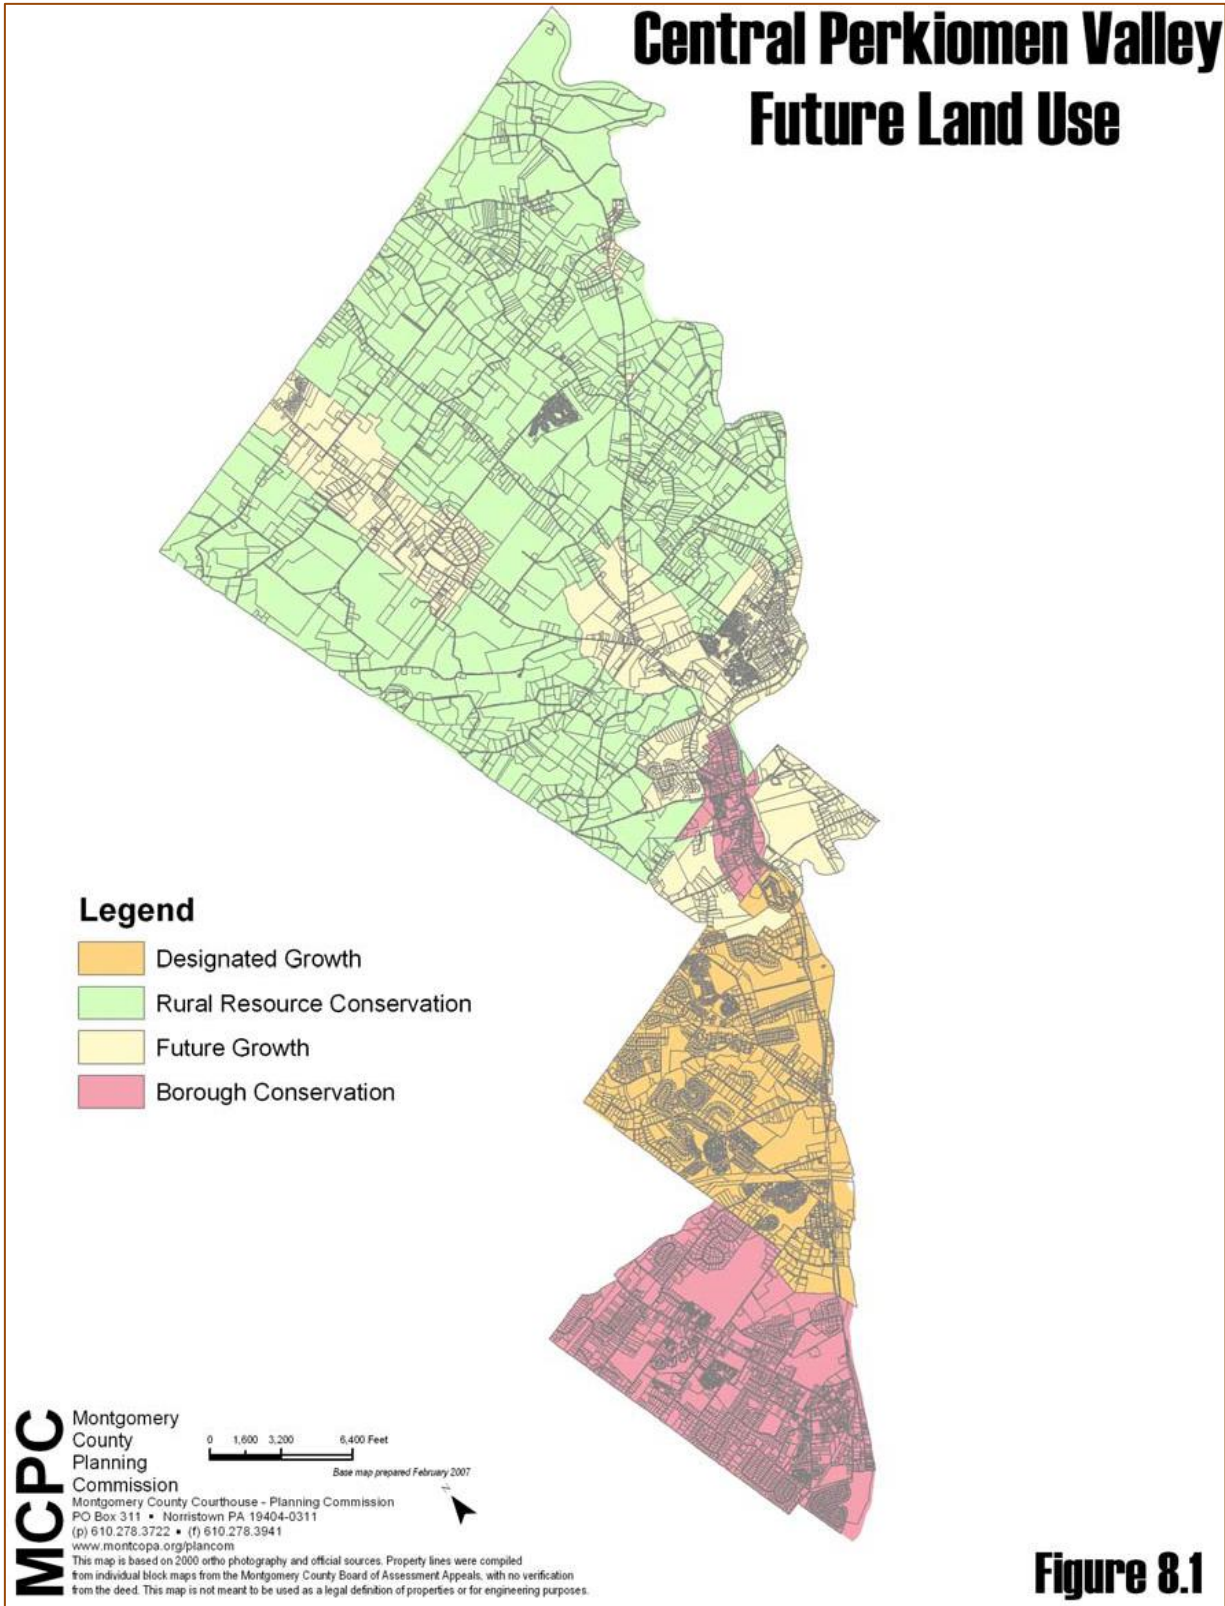 Central Perkiomen Valley
Future Land Use
Legend
Designated Growth
Rural Resource Conservation
Future Growth
Borough Conservation
MCPC
Montgomery
County
Planning
Commission
0 1,600 3,200 6,400 Feet
Base map prepared February 2007
N
Montgomery County Courthouse - Planning Commission
PO Box 311 • Norristown PA 19404-0311
(p) 610.278.3722 • (f) 610.278.3941
www.montcopa.org/plancom
This map is based on 2000 ortho photography and official sources. Property lines were compiled
from individual block maps from the Montgomery County Board of Assessment Appeals, with no verification
from the deed. This map is not meant to be used as a legal definition of properties or for engineering purposes.
Figure 8.1